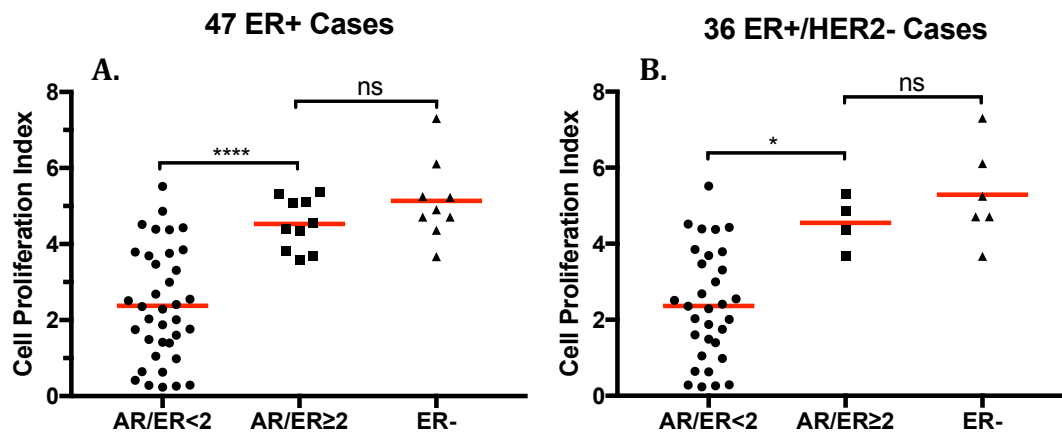 47 ER+ Cases
A.
Cell Proliferation Index
8
6
4
2
0
****
ns
AR/ER<2
AR/ER≥2
ER-
36 ER+/HER2- Cases
B.
Cell Proliferation Index
8
6
4
2
0
*
ns
AR/ER<2
AR/ER≥2
ER-